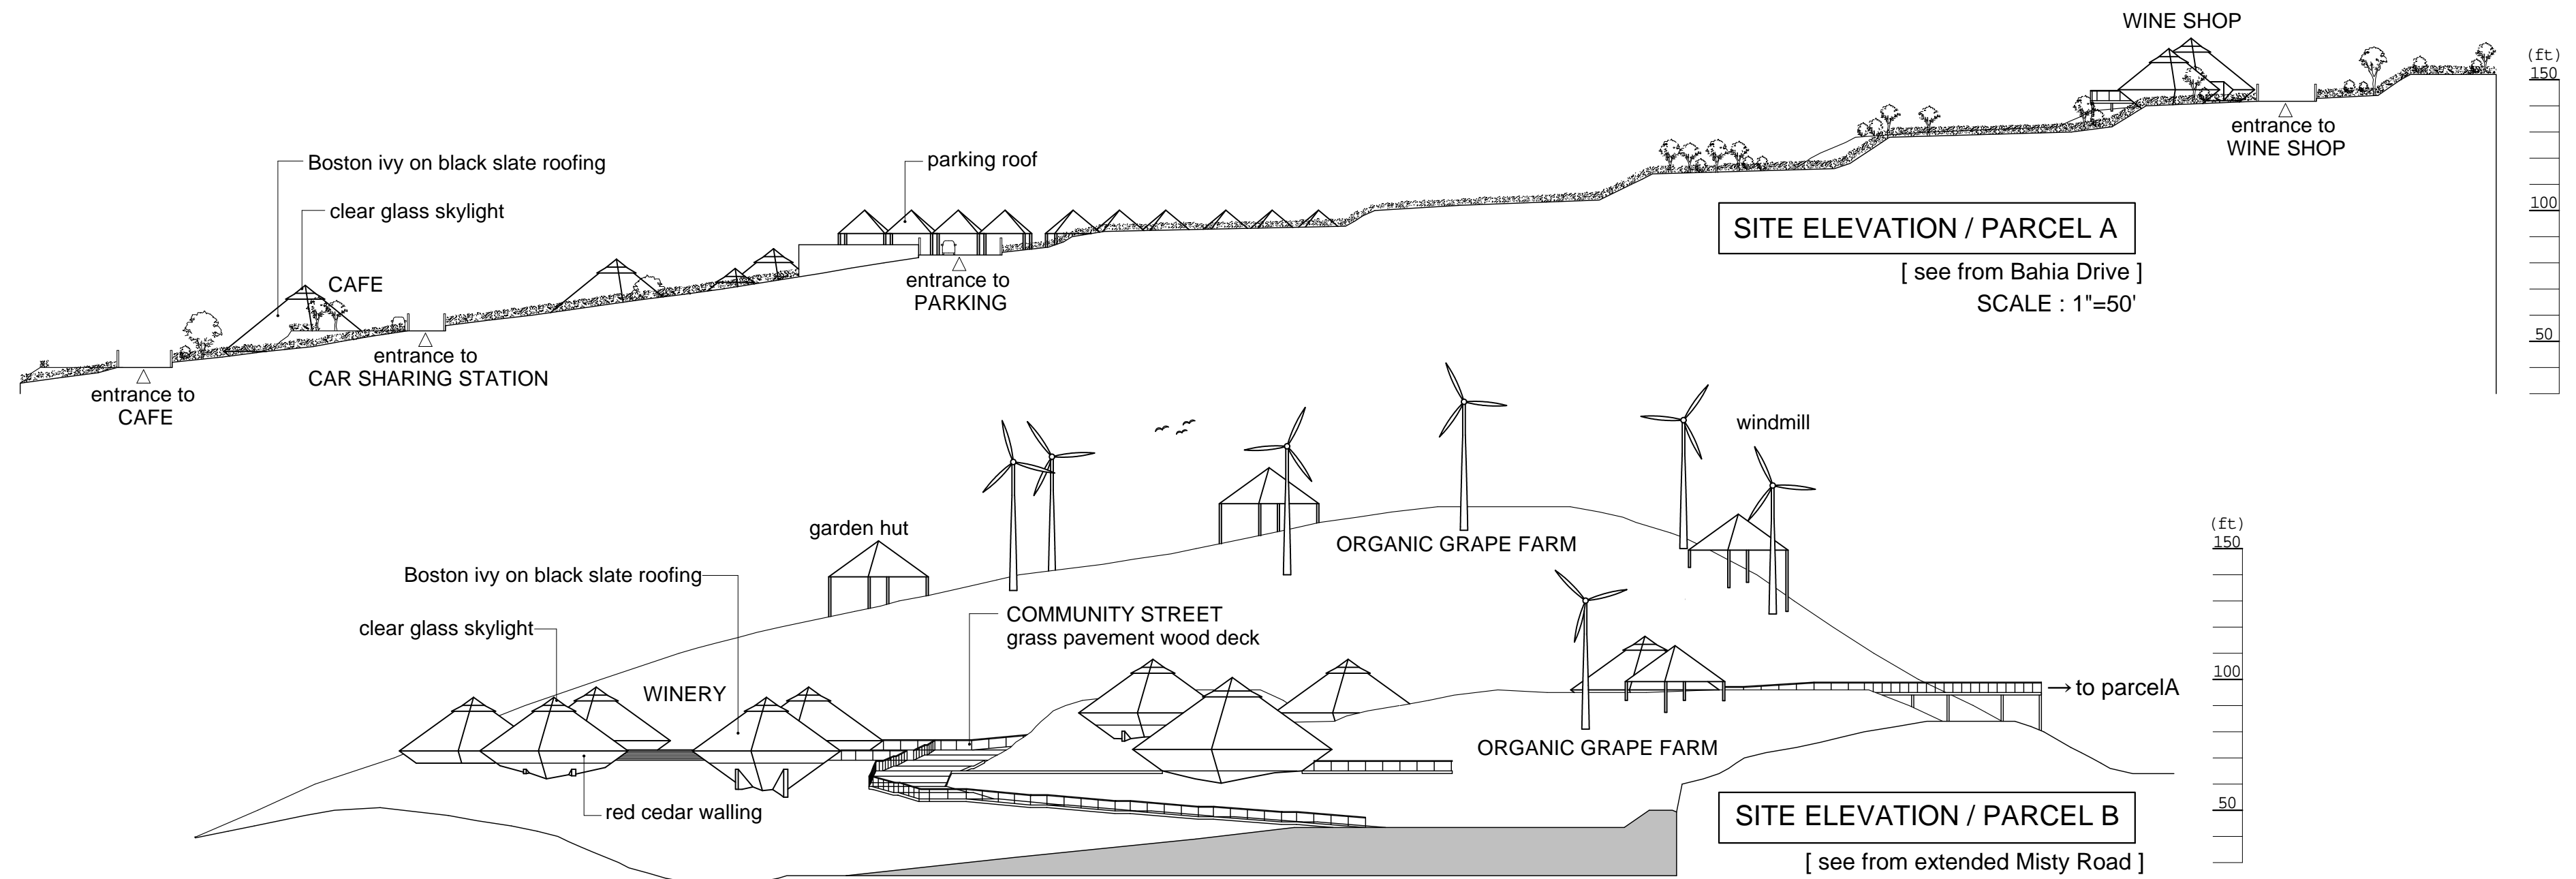 WINE SHOP
(ft)
150
entrance to
WINE SHOP
Boston ivy on black slate roofing
parking roof
clear glass skylight
100
SITE ELEVATION / PARCEL A
[ see from Bahia Drive ]
SCALE : 1"=50'
CAFE
entrance to
PARKING
50
entrance to
CAR SHARING STATION
entrance to
CAFE
windmill
garden hut
ORGANIC GRAPE FARM
(ft)
150
Boston ivy on black slate roofing
COMMUNITY STREET
grass pavement wood deck
clear glass skylight
100
WINERY
→ to parcelA
ORGANIC GRAPE FARM
50
red cedar walling
SITE ELEVATION / PARCEL B
[ see from extended Misty Road ]